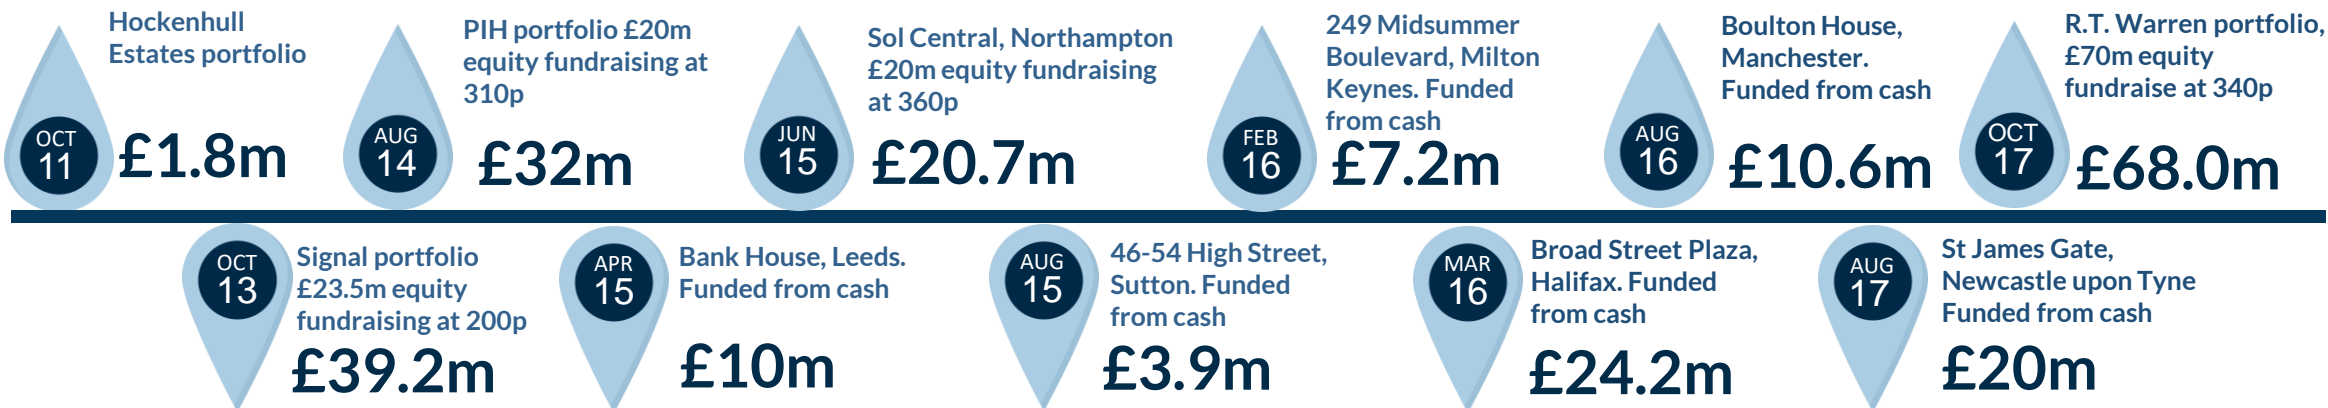 OCT
11
Hockenhull
Estates portfolio
£1.8m
AUG
14
PIH portfolio £20m
equity fundraising at
310p
£32m
JUN
15
Sol Central, Northampton
£20m equity fundraising
at 360p
£20.7m
FEB
16
249 Midsummer
Boulevard, Milton
Keynes. Funded
from cash
£7.2m
AUG
16
Boulton House,
Manchester.
Funded from cash
£10.6m
OCT
17
R.T. Warren portfolio,
£70m equity
fundraise at 340p
£68.0m
OCT
13
Signal portfolio
£23.5m equity
fundraising at 200p
£39.2m
APR
15
Bank House, Leeds.
Funded from cash
£10m
AUG
15
46-54 High Street,
Sutton. Funded
from cash
£3.9m
MAR
16
Broad Street Plaza,
Halifax. Funded
from cash
£24.2m
AUG
17
St James Gate,
Newcastle upon Tyne
Funded from cash
£20m